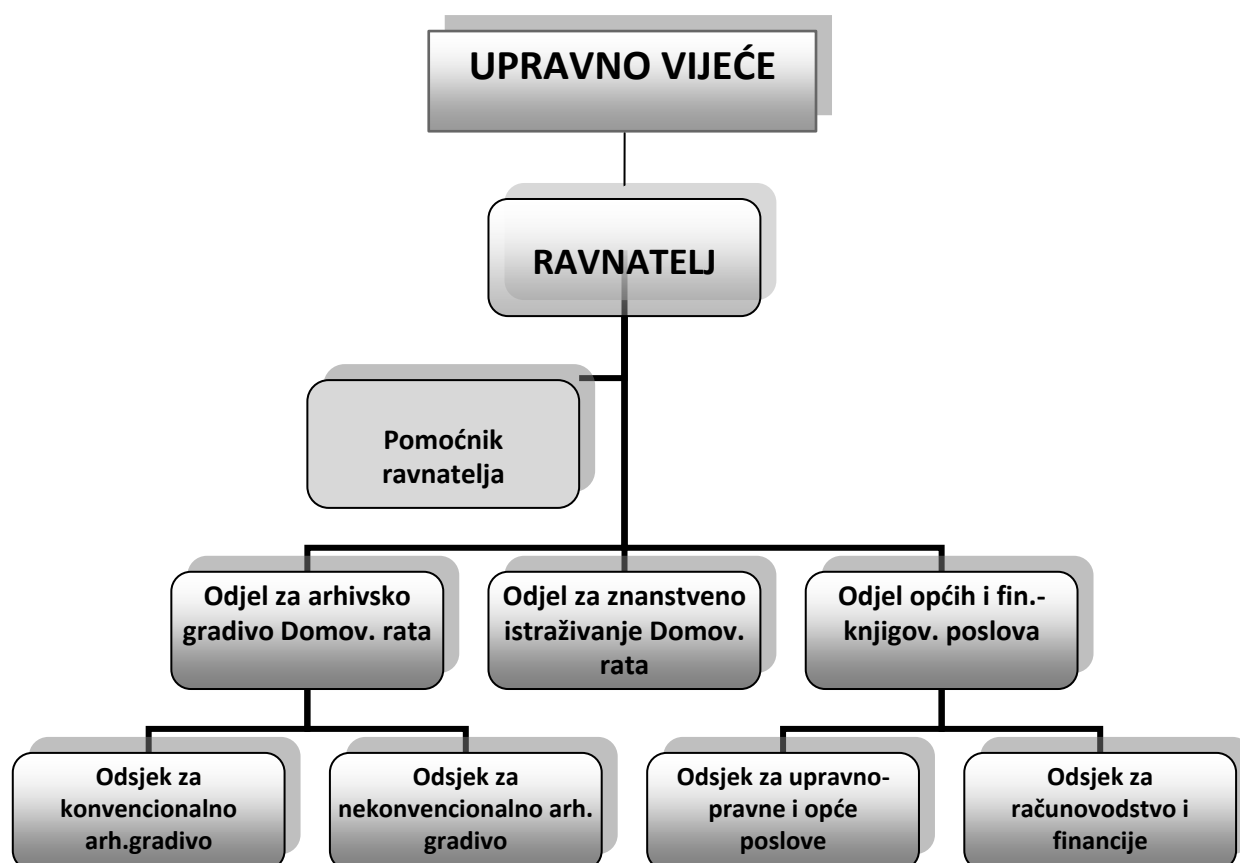 UPRAVNO VIJEĆE
RAVNATELJ
Pomoćnik
ravnatelja
Odjel za arhivsko
gradivo Domov. rata
Odjel za znanstveno
istraživanje Domov.
rata
Odjel općih i fin.-
knjigov. poslova
Odsjek za
konvencionalno
arh.gradivo
Odsjek za
nekonvencionalno arh.
gradivo
Odsjek za upravno-
pravne i opće
poslove
Odsjek za
računovodstvo i
financije